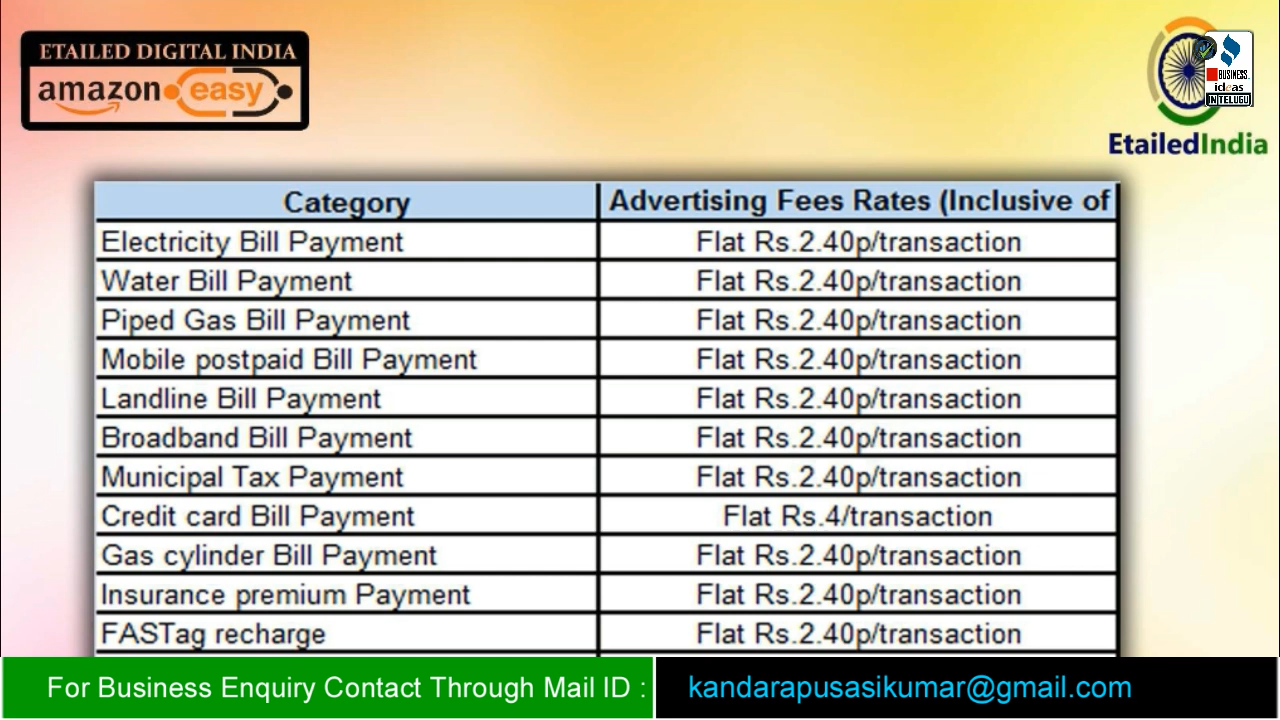 ETAILED DIGITAL INDIA
amazon easy
BUSINESS.
ideas
INTELUGU
EtailedIndia
Category Advertising Fees Rates (Inclusive of
Electricity Bill Payment Flat Rs.2.40p/transaction
Water Bill Payment Flat Rs.2.40p/transaction
Piped Gas Bill Payment Flat Rs.2.40p/transaction
Mobile postpaid Bill Payment Flat Rs.2.40p/transaction
Landline Bill Payment Flat Rs.2.40p/transaction
Broadband Bill Payment Flat Rs.2.40p/transaction
Municipal Tax Payment Flat Rs.2.40p/transaction
Credit card Bill Payment Flat Rs.4/transaction
Gas cylinder Bill Payment Flat Rs.2.40p/transaction
Insurance premium Payment Flat Rs.2.40p/transaction
FASTag recharge Flat Rs.2.40p/transaction
For Business Enquiry Contact Through Mail ID : kandarapusasikumar@gmail.com